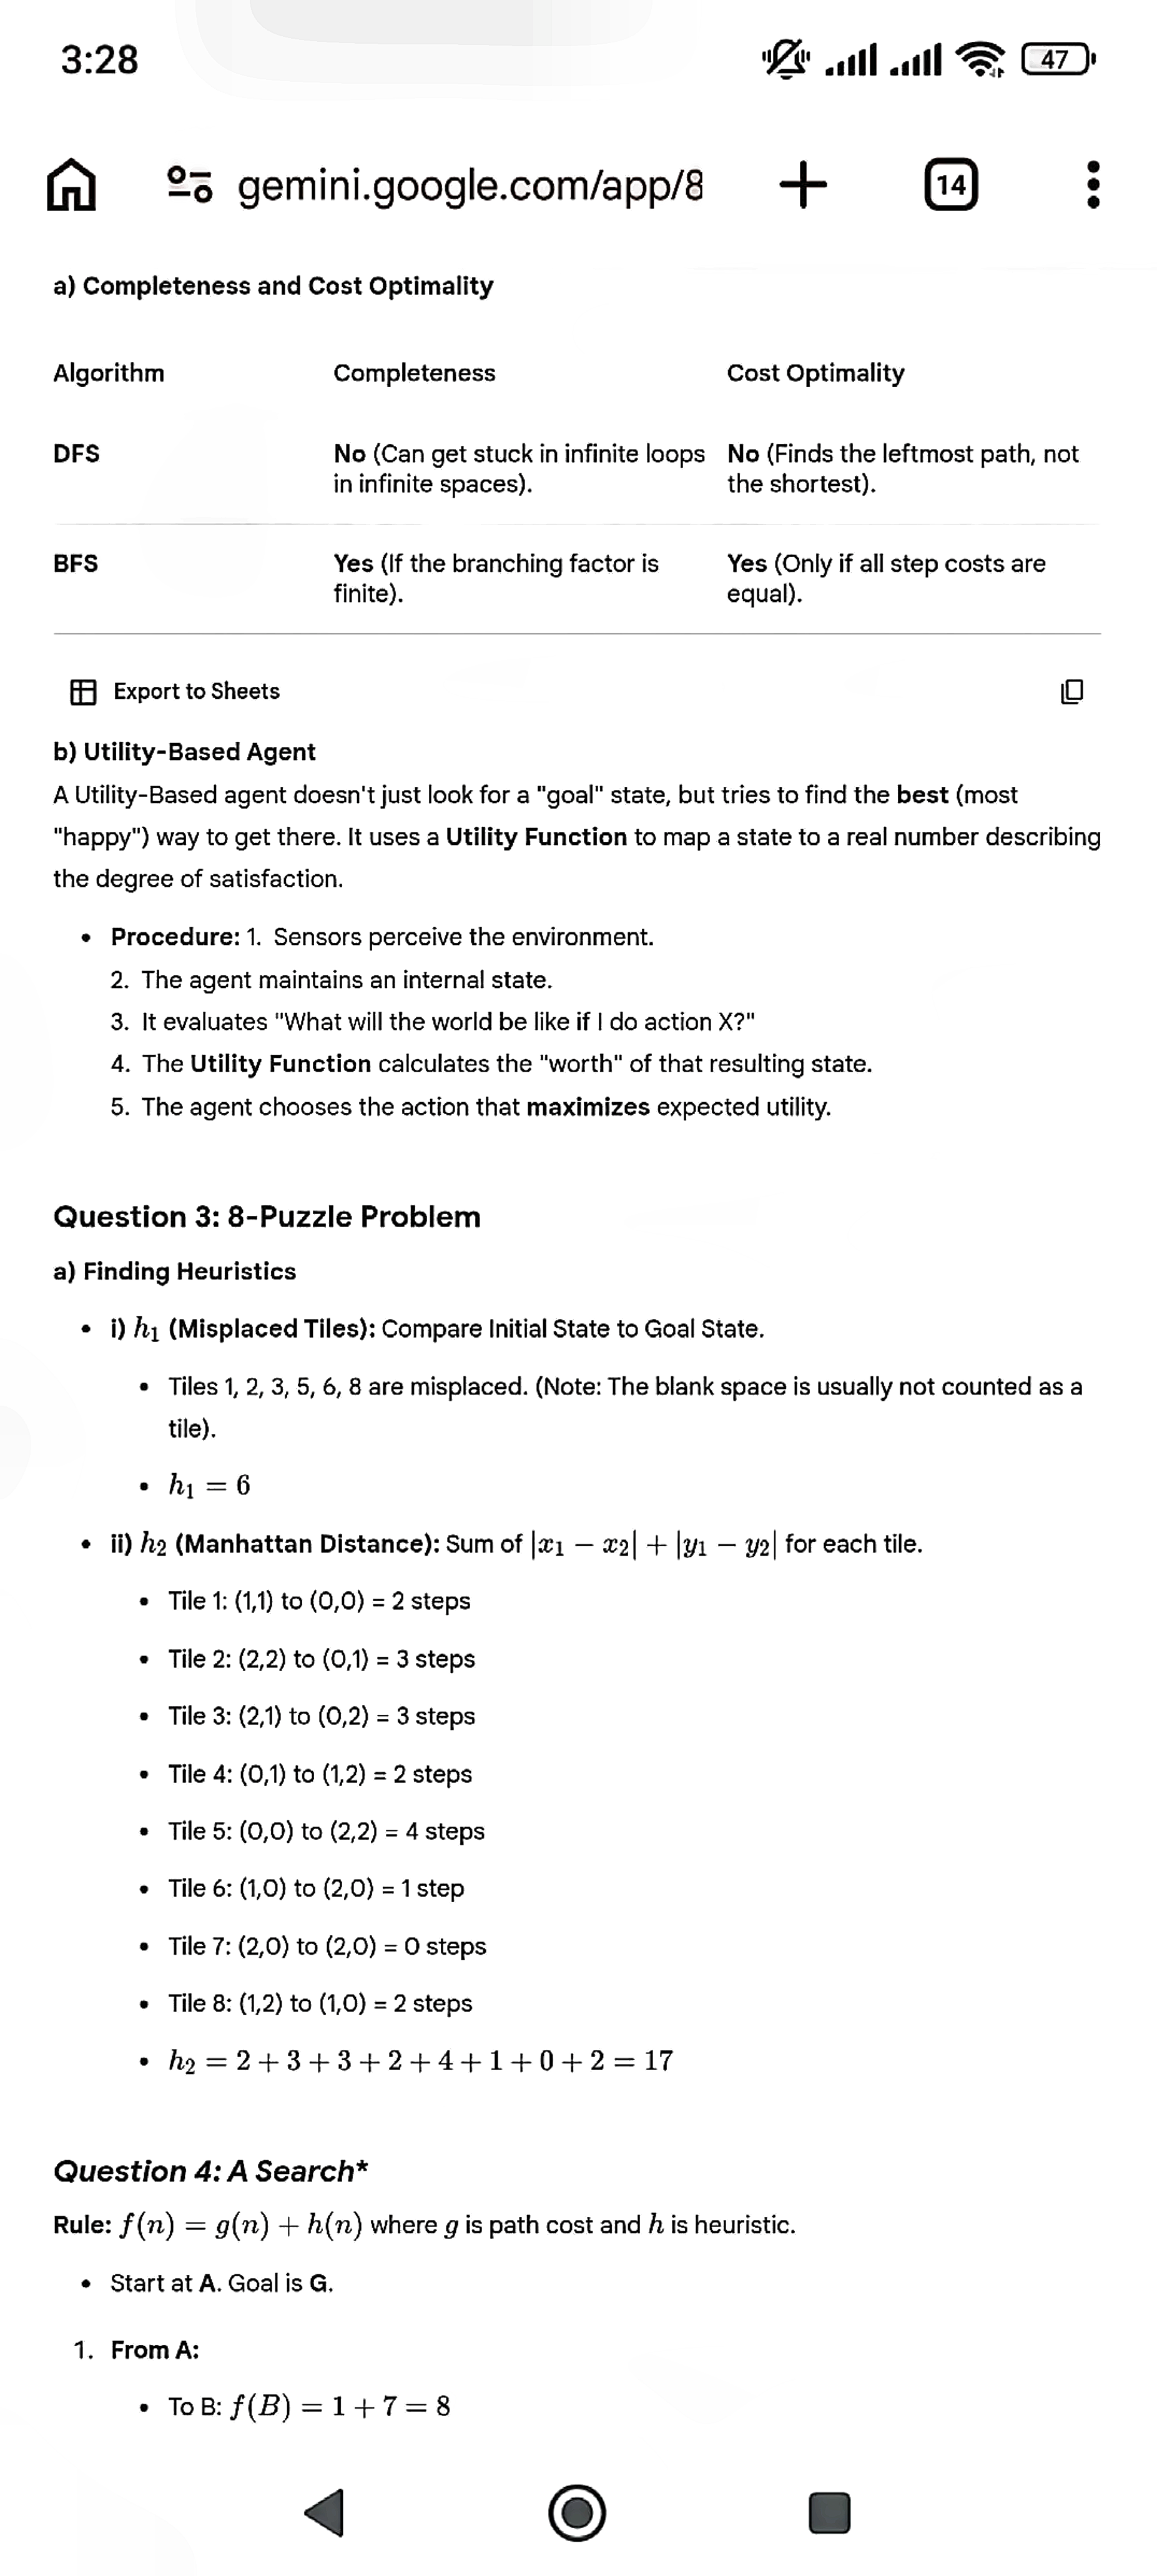 3:28
47
gemini.google.com/app/8
14
a) Completeness and Cost Optimality
Algorithm Completeness Cost Optimality
DFS No (Can get stuck in infinite loops No (Finds the leftmost path, not
in infinite spaces). the shortest).
BFS Yes (If the branching factor is Yes (Only if all step costs are
finite). equal).
Export to Sheets
b) Utility-Based Agent
A Utility-Based agent doesn't just look for a "goal" state, but tries to find the best (most
"happy") way to get there. It uses a Utility Function to map a state to a real number describing
the degree of satisfaction.
• Procedure: 1. Sensors perceive the environment.
2. The agent maintains an internal state.
3. It evaluates "What will the world be like if I do action X?"
4. The Utility Function calculates the "worth" of that resulting state.
5. The agent chooses the action that maximizes expected utility.
Question 3: 8-Puzzle Problem
a) Finding Heuristics
• i) h₁ (Misplaced Tiles): Compare Initial State to Goal State.
• Tiles 1, 2, 3, 5, 6, 8 are misplaced. (Note: The blank space is usually not counted as a
tile).
• h₁ = 6
• ii) h₂ (Manhattan Distance): Sum of |x₁ − x₂| + |y₁ − y₂| for each tile.
• Tile 1: (1,1) to (0,0) = 2 steps
• Tile 2: (2,2) to (0,1) = 3 steps
• Tile 3: (2,1) to (0,2) = 3 steps
• Tile 4: (0,1) to (1,2) = 2 steps
• Tile 5: (0,0) to (2,2) = 4 steps
• Tile 6: (1,0) to (2,0) = 1 step
• Tile 7: (2,0) to (2,0) = 0 steps
• Tile 8: (1,2) to (1,0) = 2 steps
• h₂ = 2 + 3 + 3 + 2 + 4 + 1 + 0 + 2 = 17
Question 4: A Search*
Rule: f(n) = g(n) + h(n) where g is path cost and h is heuristic.
• Start at A. Goal is G.
1. From A:
• To B: f(B) = 1 + 7 = 8